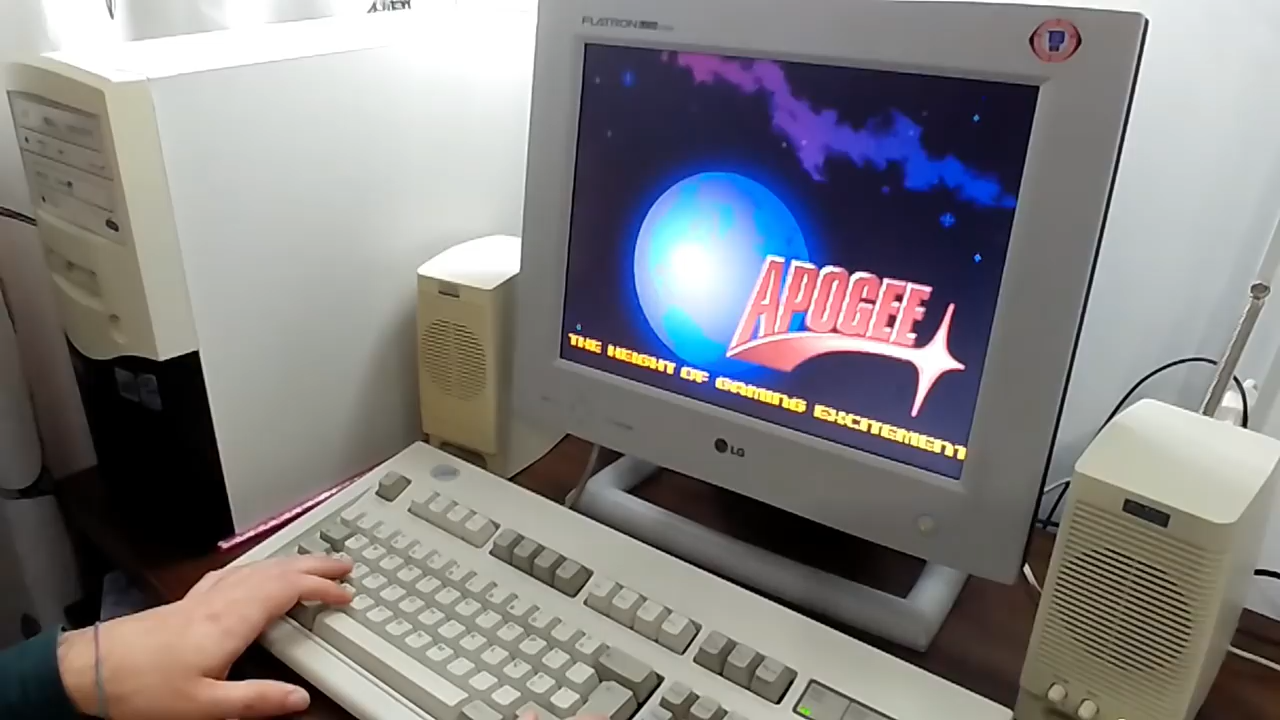 FLATRON
APOGEE
THE HEIGHT OF GAMING EXCITEMENT
LG